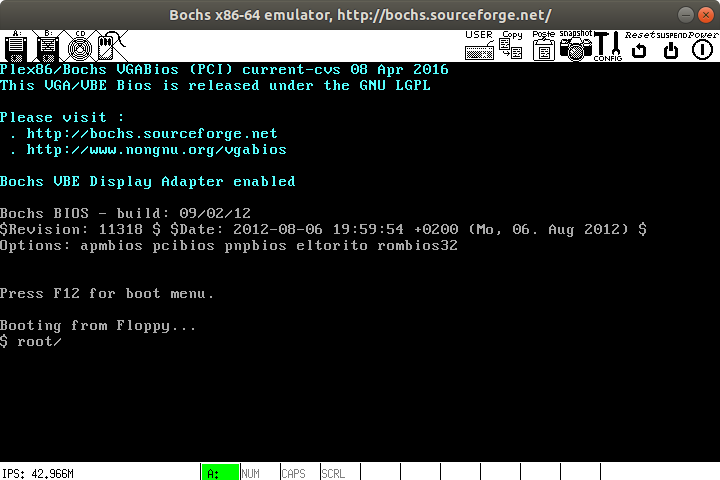 Bochs x86-64 emulator, http://bochs.sourceforge.net/
A: B: CD USER Copy Paste Snapshot CONFIG Reset SUSPEND Power
Plex86/Bochs VGABios (PCI) current-cvs 08 Apr 2016
This VGA/VBE Bios is released under the GNU LGPL
Please visit :
. http://bochs.sourceforge.net
. http://www.nongnu.org/vgabios
Bochs VBE Display Adapter enabled
Bochs BIOS - build: 09/02/12
$Revision: 11318 $ $Date: 2012-08-06 19:59:54 +0200 (Mo, 06. Aug 2012) $
Options: apmbios pcibios pnpbios eltorito rombios32
Press F12 for boot menu.
Booting from Floppy...
$ root/
IPS: 42.966M A: NUM CAPS SCRL